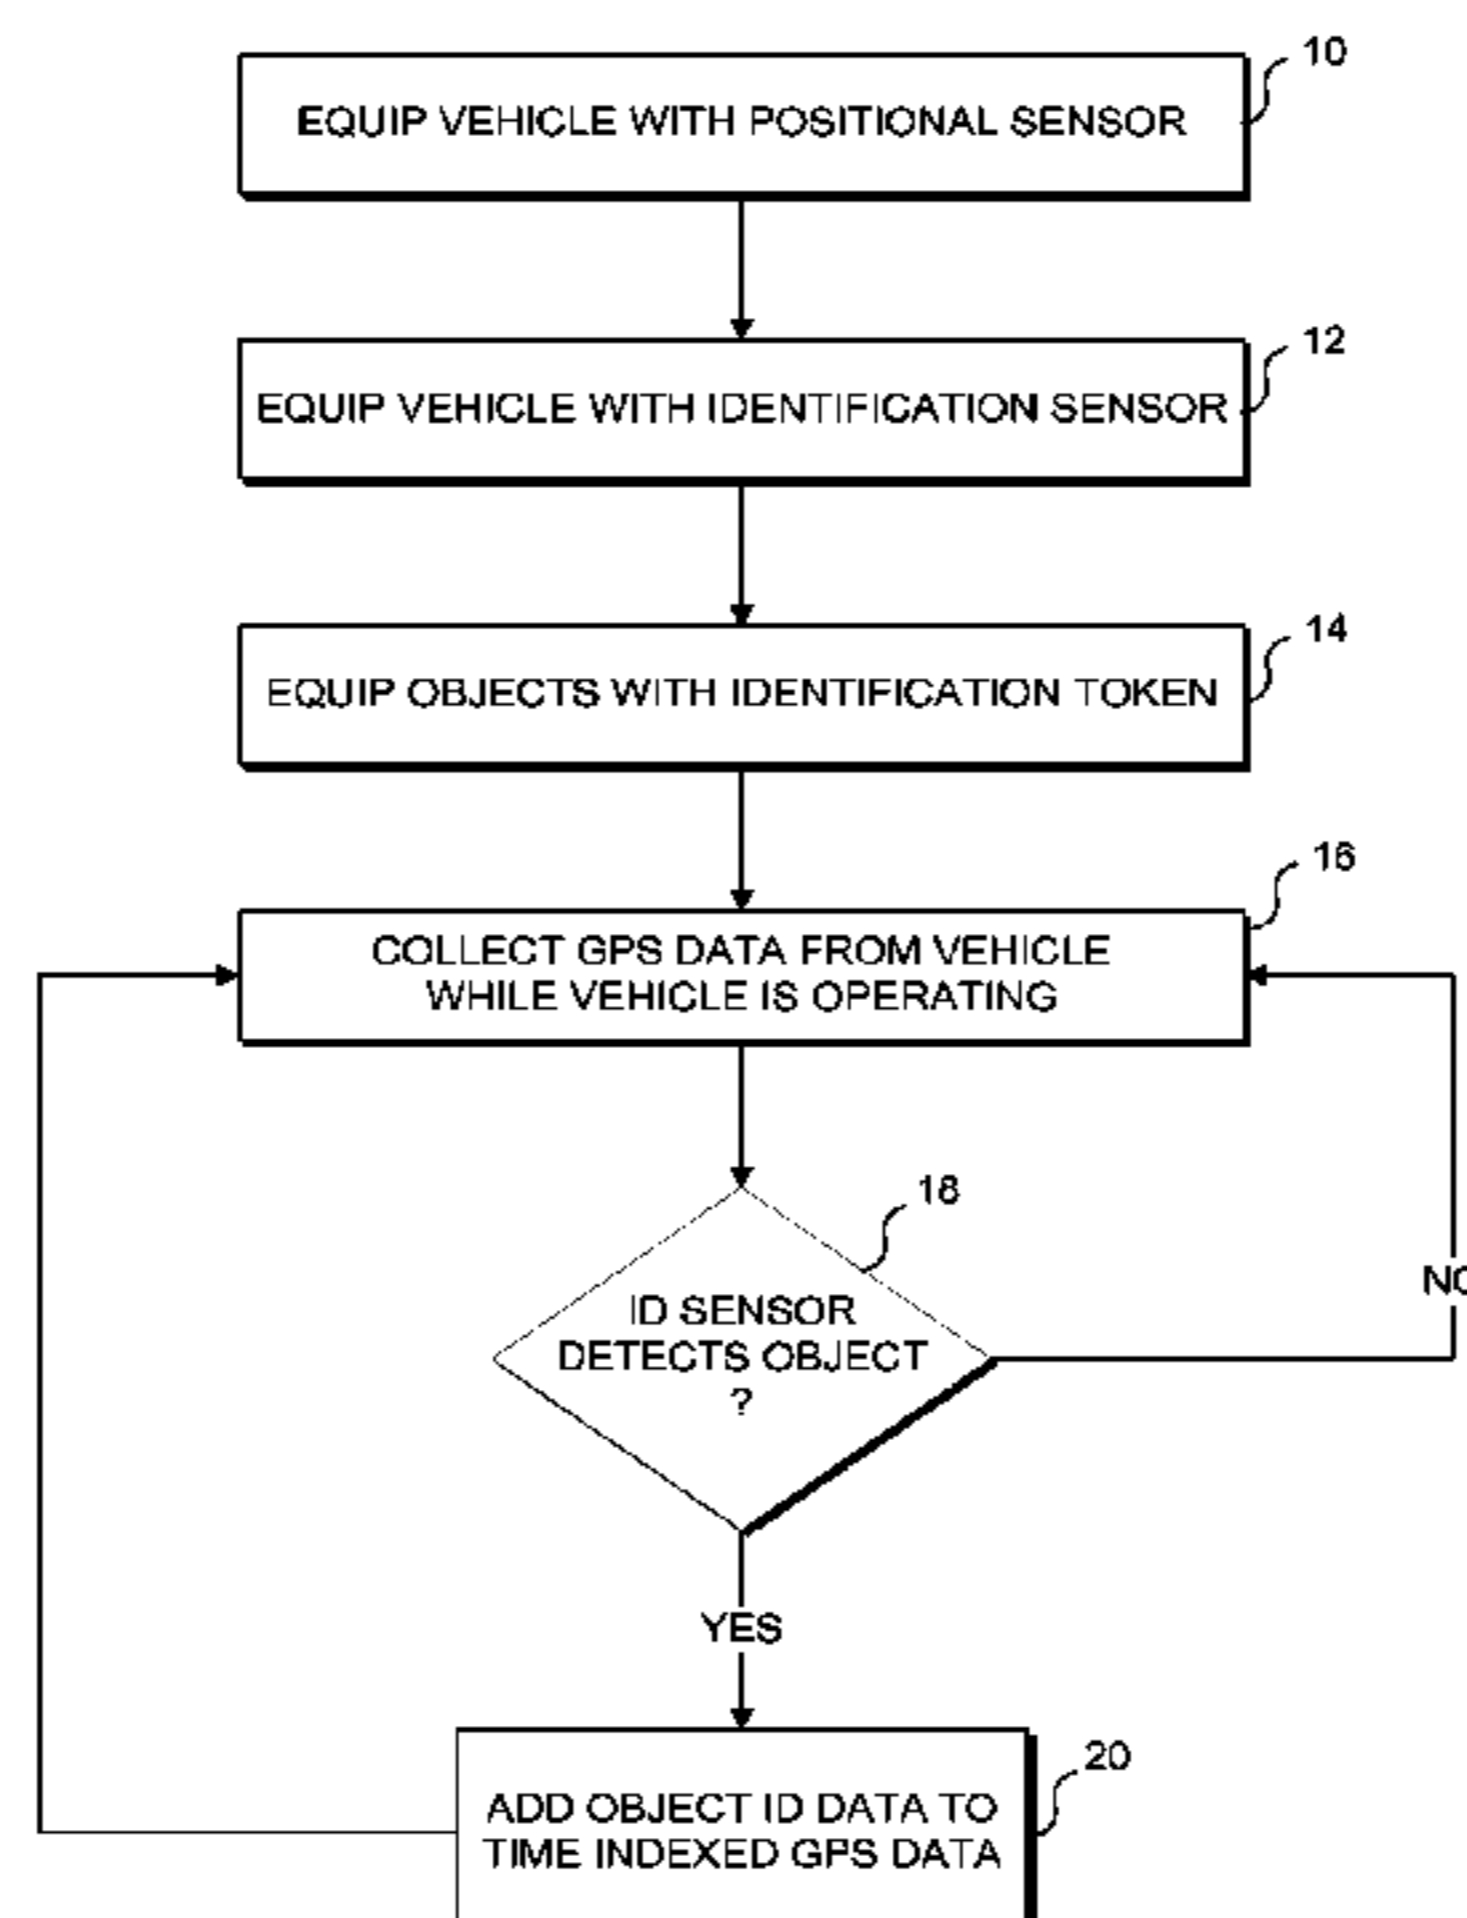 10
EQUIP VEHICLE WITH POSITIONAL SENSOR
12
EQUIP VEHICLE WITH IDENTIFICATION SENSOR
14
EQUIP OBJECTS WITH IDENTIFICATION TOKEN
16
COLLECT GPS DATA FROM VEHICLE
WHILE VEHICLE IS OPERATING
18
ID SENSOR
DETECTS OBJECT
?
NO
YES
20
ADD OBJECT ID DATA TO
TIME INDEXED GPS DATA